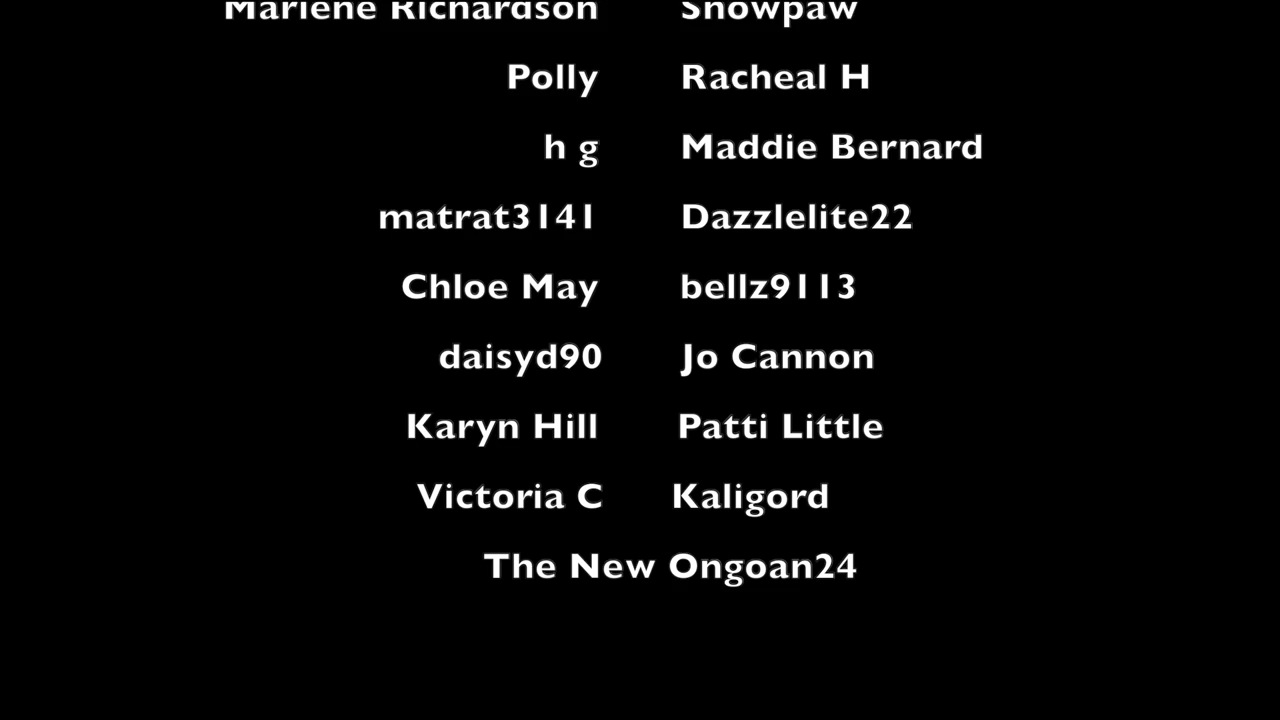 Marlene Richardson Snowpaw
Polly Racheal H
h g Maddie Bernard
matrat3141 Dazzlelite22
Chloe May bellz9113
daisyd90 Jo Cannon
Karyn Hill Patti Little
Victoria C Kaligord
The New Ongoan24